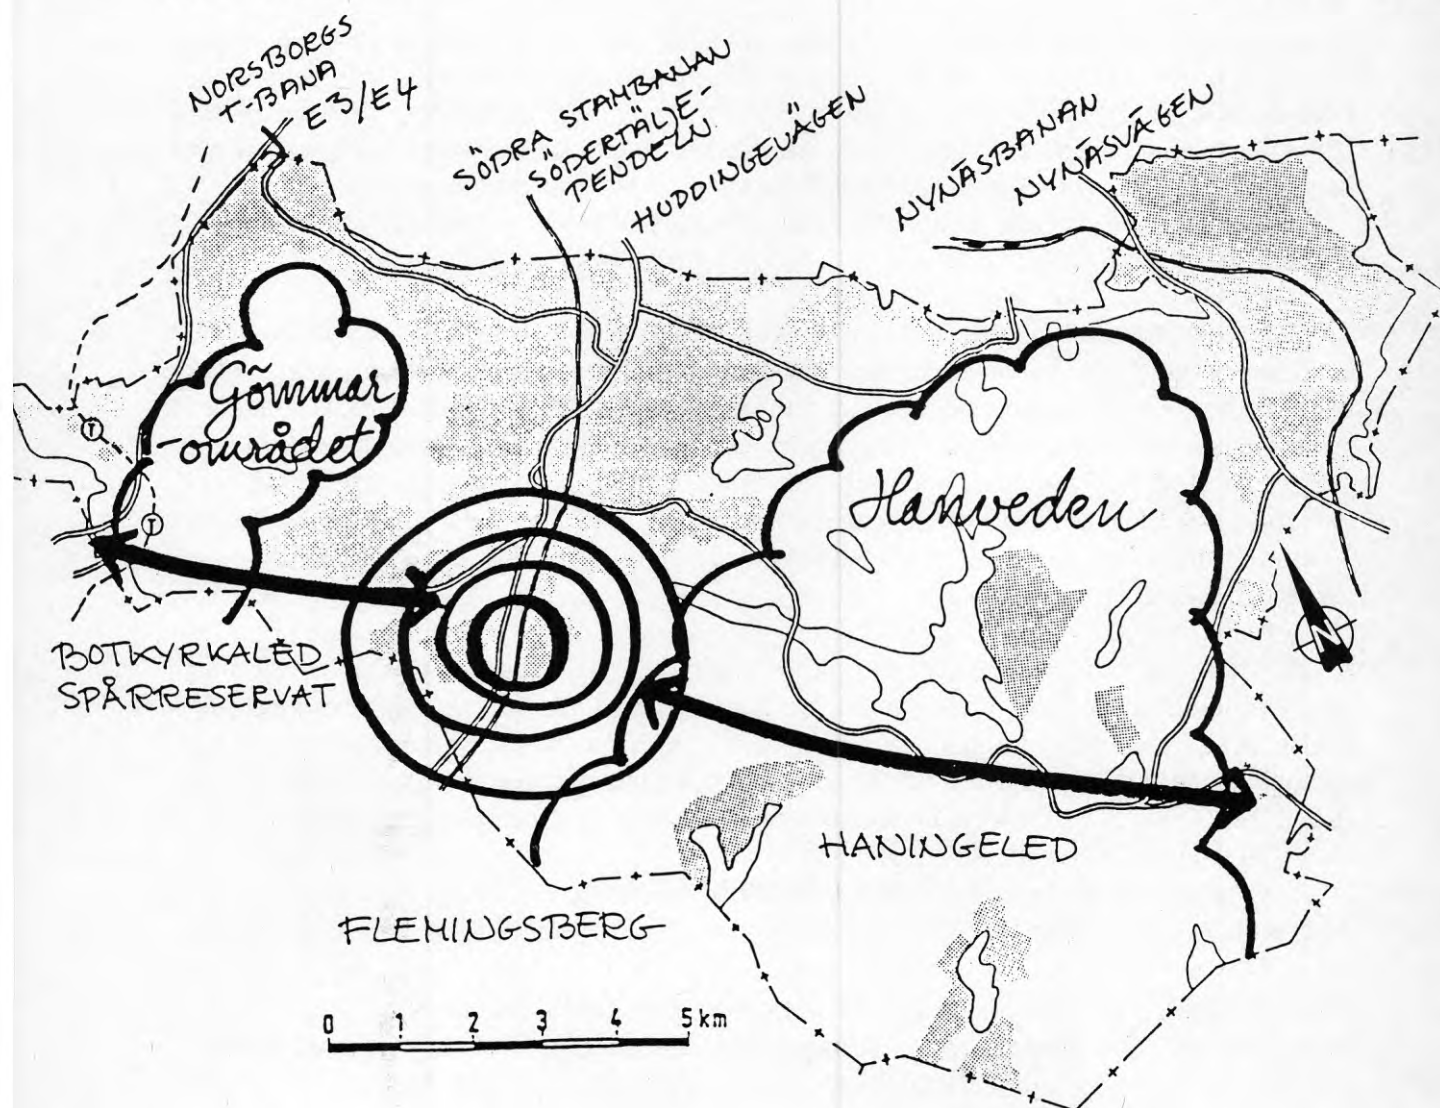 NORSBORGS
T-BANA
E3/E4
SÖDRA STAMBANAN
SÖDERTÄLJE-
PENDELN
HUDDINGEVÄGEN
NYNÄSBANAN
NYNÄSVÄGEN
Gömmar
-området
Hanveden
T
T
N
BOTKYRKALED
SPÅRRESERVAT
HANINGELED
FLEMINGSBERG
0 1 2 3 4 5 km